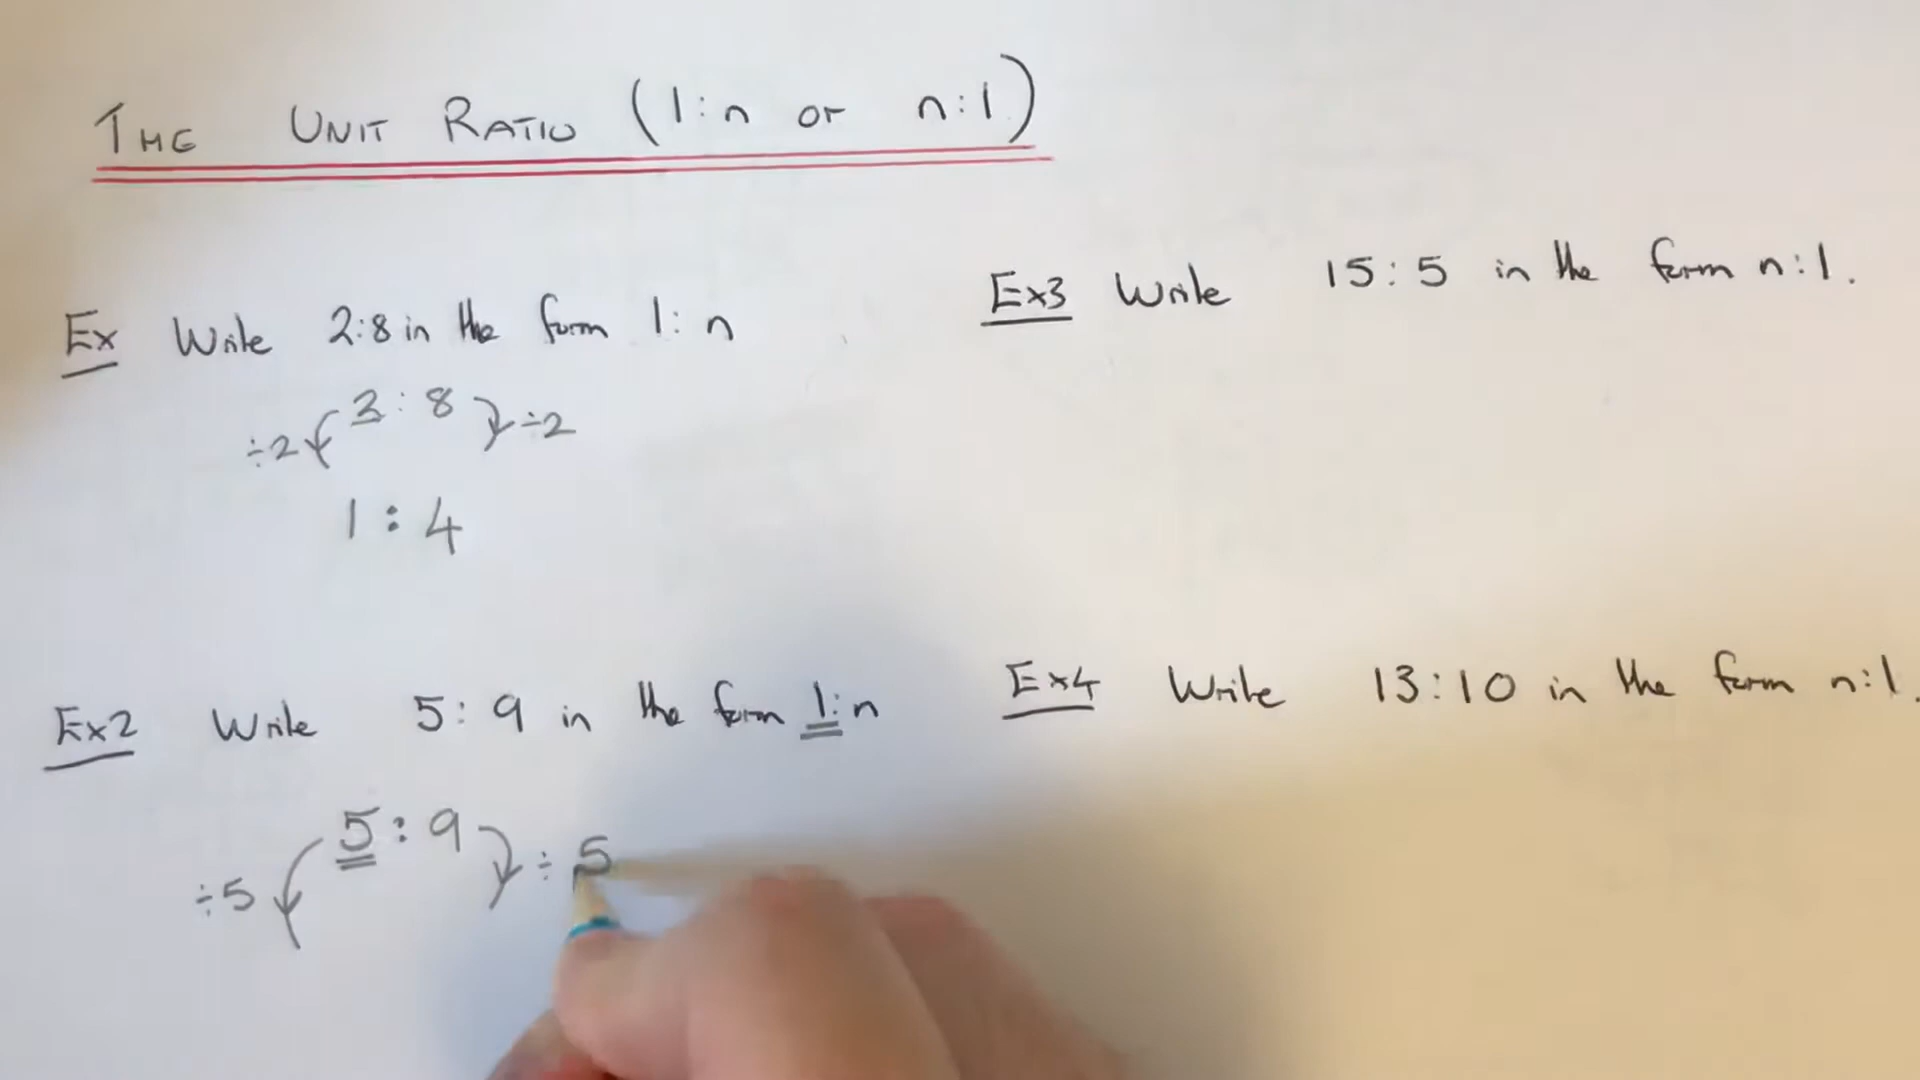 THE UNIT RATIO (1:n or n:1)
Ex Write 2:8 in the form 1:n
÷2 2:8 ÷2
1:4
Ex2 Write 5:9 in the form 1:n
÷5 5:9 ÷5
Ex3 Write 15:5 in the form n:1.
Ex4 Write 13:10 in the form n:1.